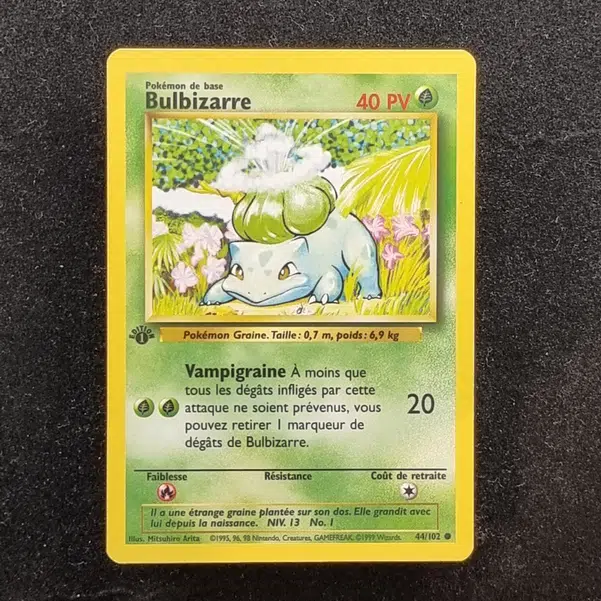 Pokémon de base
Bulbizarre
40 PV
EDITION
1
Pokémon Graine. Taille: 0,7 m, poids: 6,9 kg
Vampigraine À moins que
tous les dégâts infligés par cette
attaque ne soient prévenus, vous
pouvez retirer 1 marqueur de
dégâts de Bulbizarre.
20
Faiblesse
Résistance
Coût de retraite
Il a une étrange graine plantée sur son dos. Elle grandit avec
lui depuis la naissance. NIV. 13 No. 1
Illus. Mitsuhiro Arita
©1995, 96, 98 Nintendo, Creatures, GAMEFREAK. ©1999 Wizards.
44/102